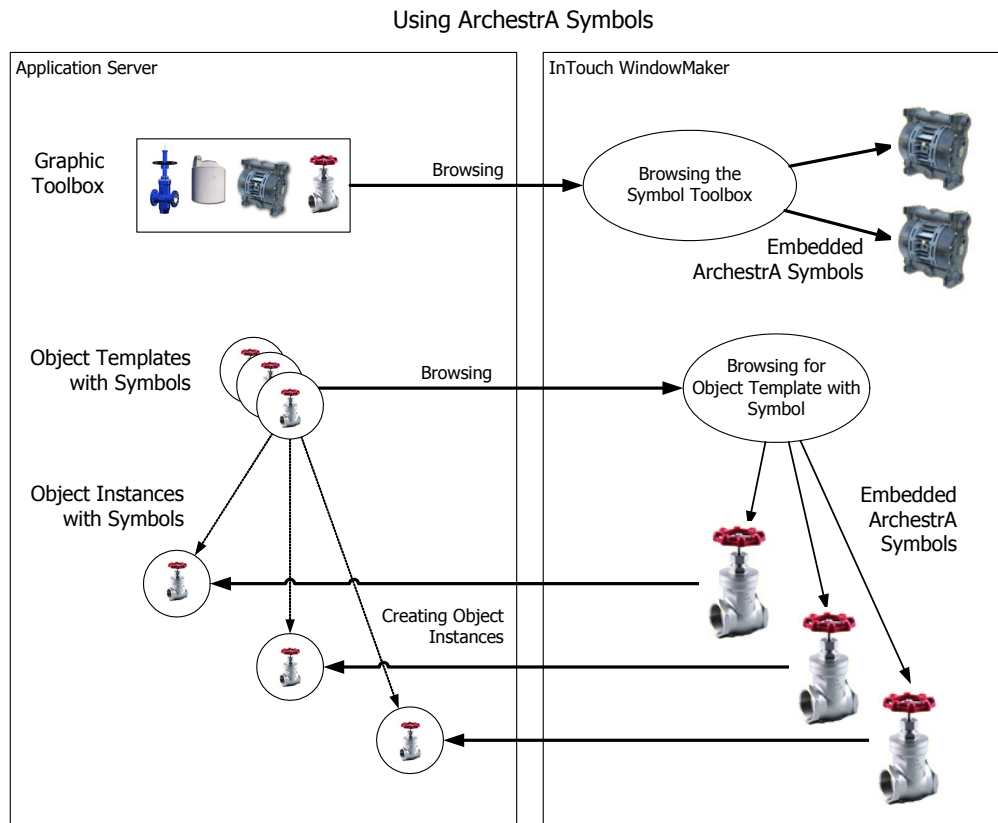 Using ArchestrA Symbols
Application Server
InTouch WindowMaker
Graphic
Toolbox
Browsing
Browsing the
Symbol Toolbox
Embedded
ArchestrA Symbols
Object Templates
with Symbols
Browsing
Browsing for
Object Template with
Symbol
Object Instances
with Symbols
Embedded
ArchestrA
Symbols
Creating Object
Instances